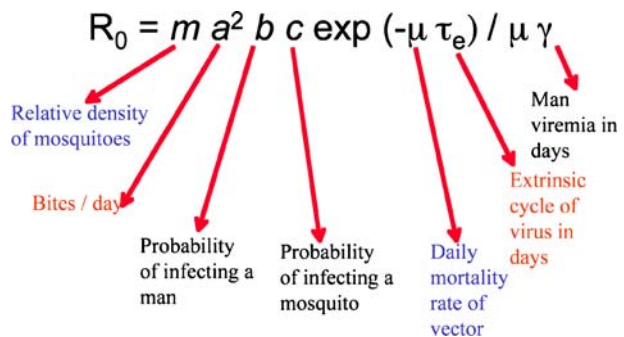 R₀ = m a² b c exp (-μ τₑ) / μ γ
Relative density
of mosquitoes
Bites / day
Probability
of infecting a
man
Probability
of infecting a
mosquito
Daily
mortality
rate of
vector
Extrinsic
cycle of
virus in
days
Man
viremia in
days